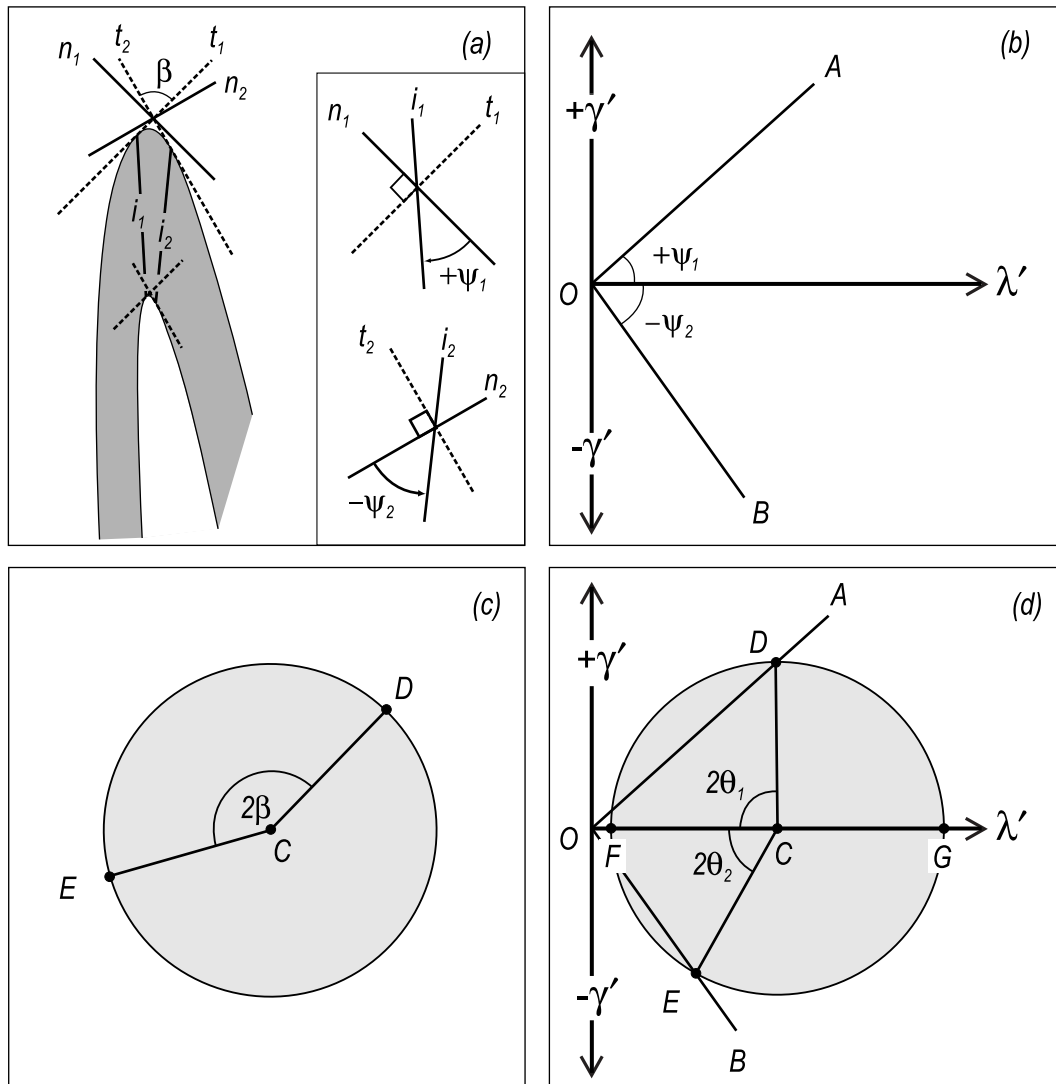 (a)
t₂ t₁
n₁ β
n₂
i₁ i₂
n₁ i₁ t₁
+ψ₁
t₂ i₂
n₂
−ψ₂
(b)
A
+γ′
+ψ₁
O λ′
−ψ₂
-γ′
B
(c)
D
2β
C
E
(d)
A
D
+γ′
2θ₁
O λ′
F C G
2θ₂
E
-γ′
B